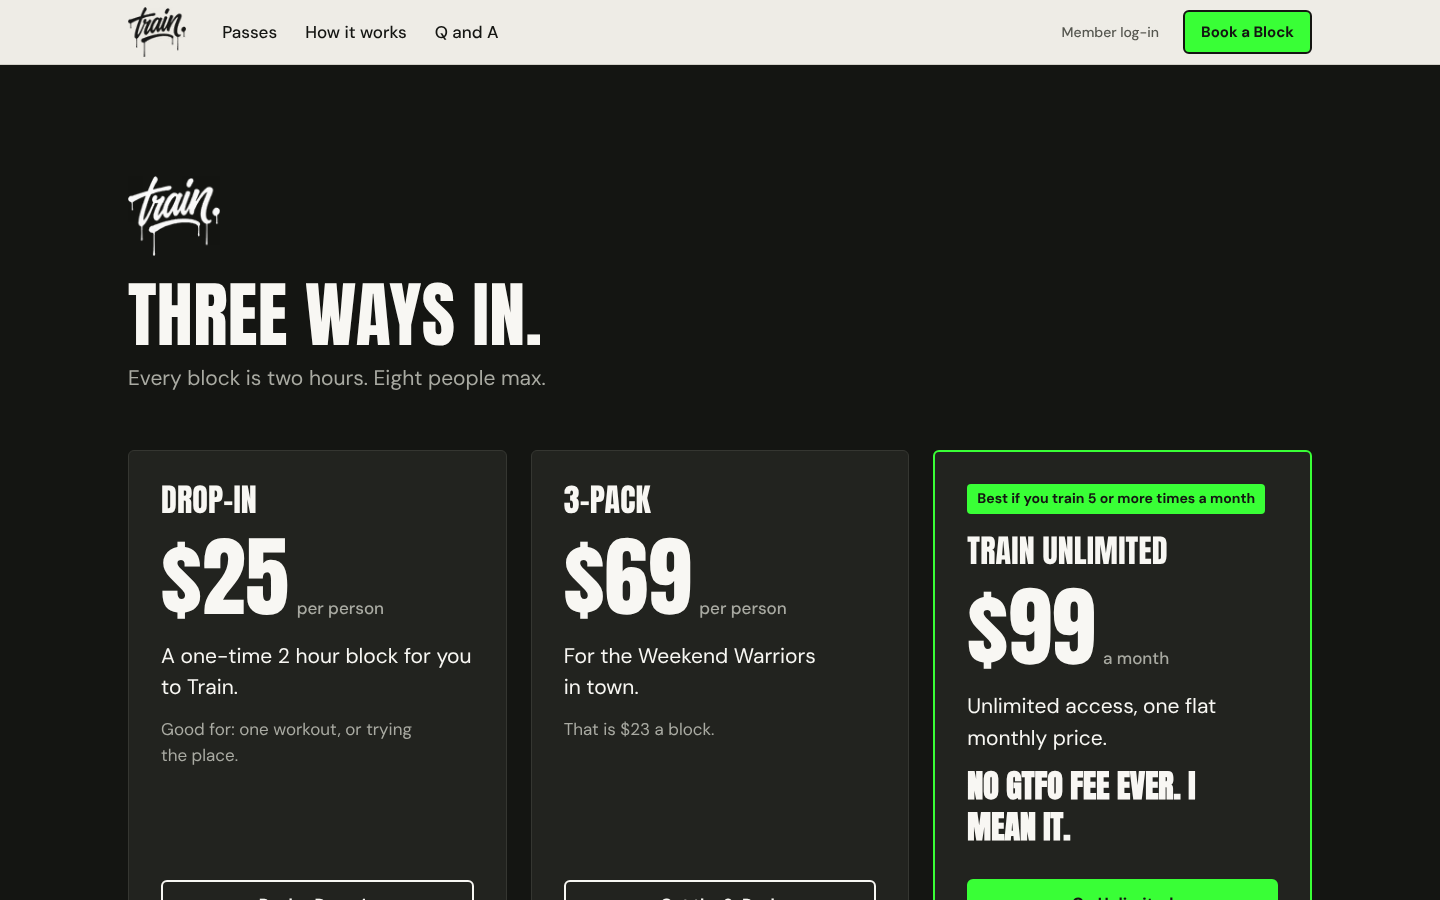 train.
Passes
How it works
Q and A
Member log-in
Book a Block
train.
THREE WAYS IN.
Every block is two hours. Eight people max.
DROP-IN
$25 per person
A one-time 2 hour block for you
to Train.
Good for: one workout, or trying
the place.
3-PACK
$69 per person
For the Weekend Warriors
in town.
That is $23 a block.
Best if you train 5 or more times a month
TRAIN UNLIMITED
$99 a month
Unlimited access, one flat
monthly price.
NO GTFO FEE EVER. I
MEAN IT.